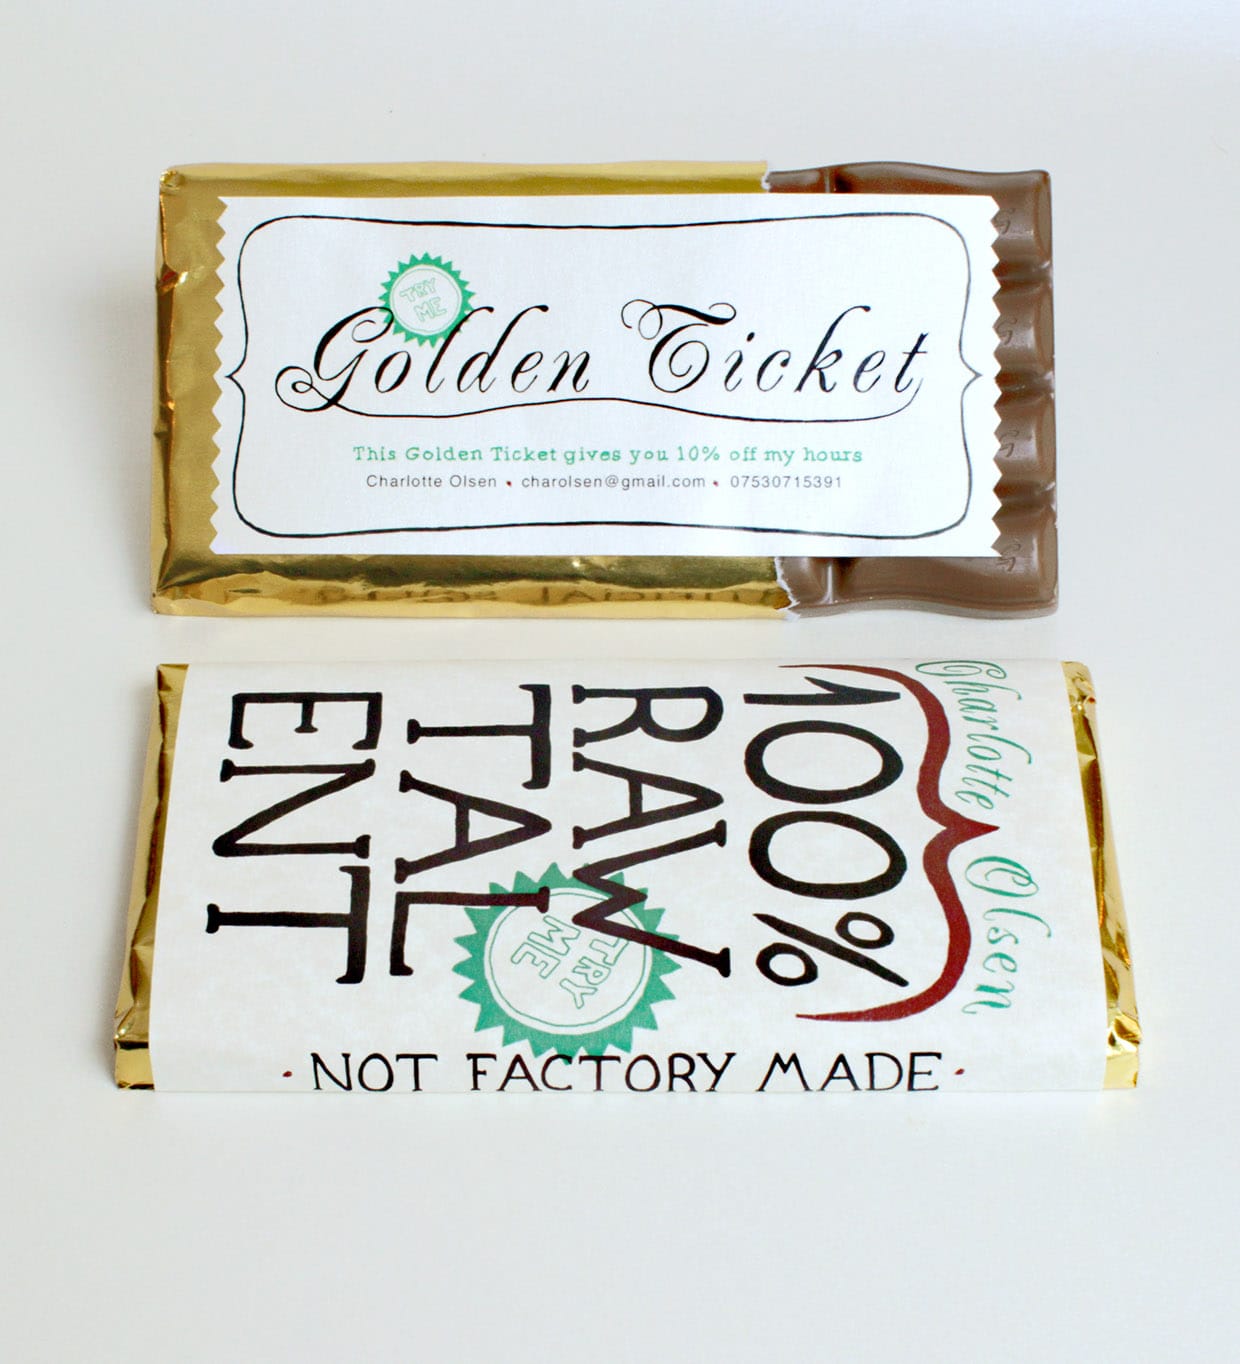 TRY
ME
Golden Ticket
This Golden Ticket gives you 10% off my hours
Charlotte Olsen • charolsen@gmail.com • 07530715391
Charlotte Olsen
100%
RAW
TAL
ENT
TRY
ME
• NOT FACTORY MADE •